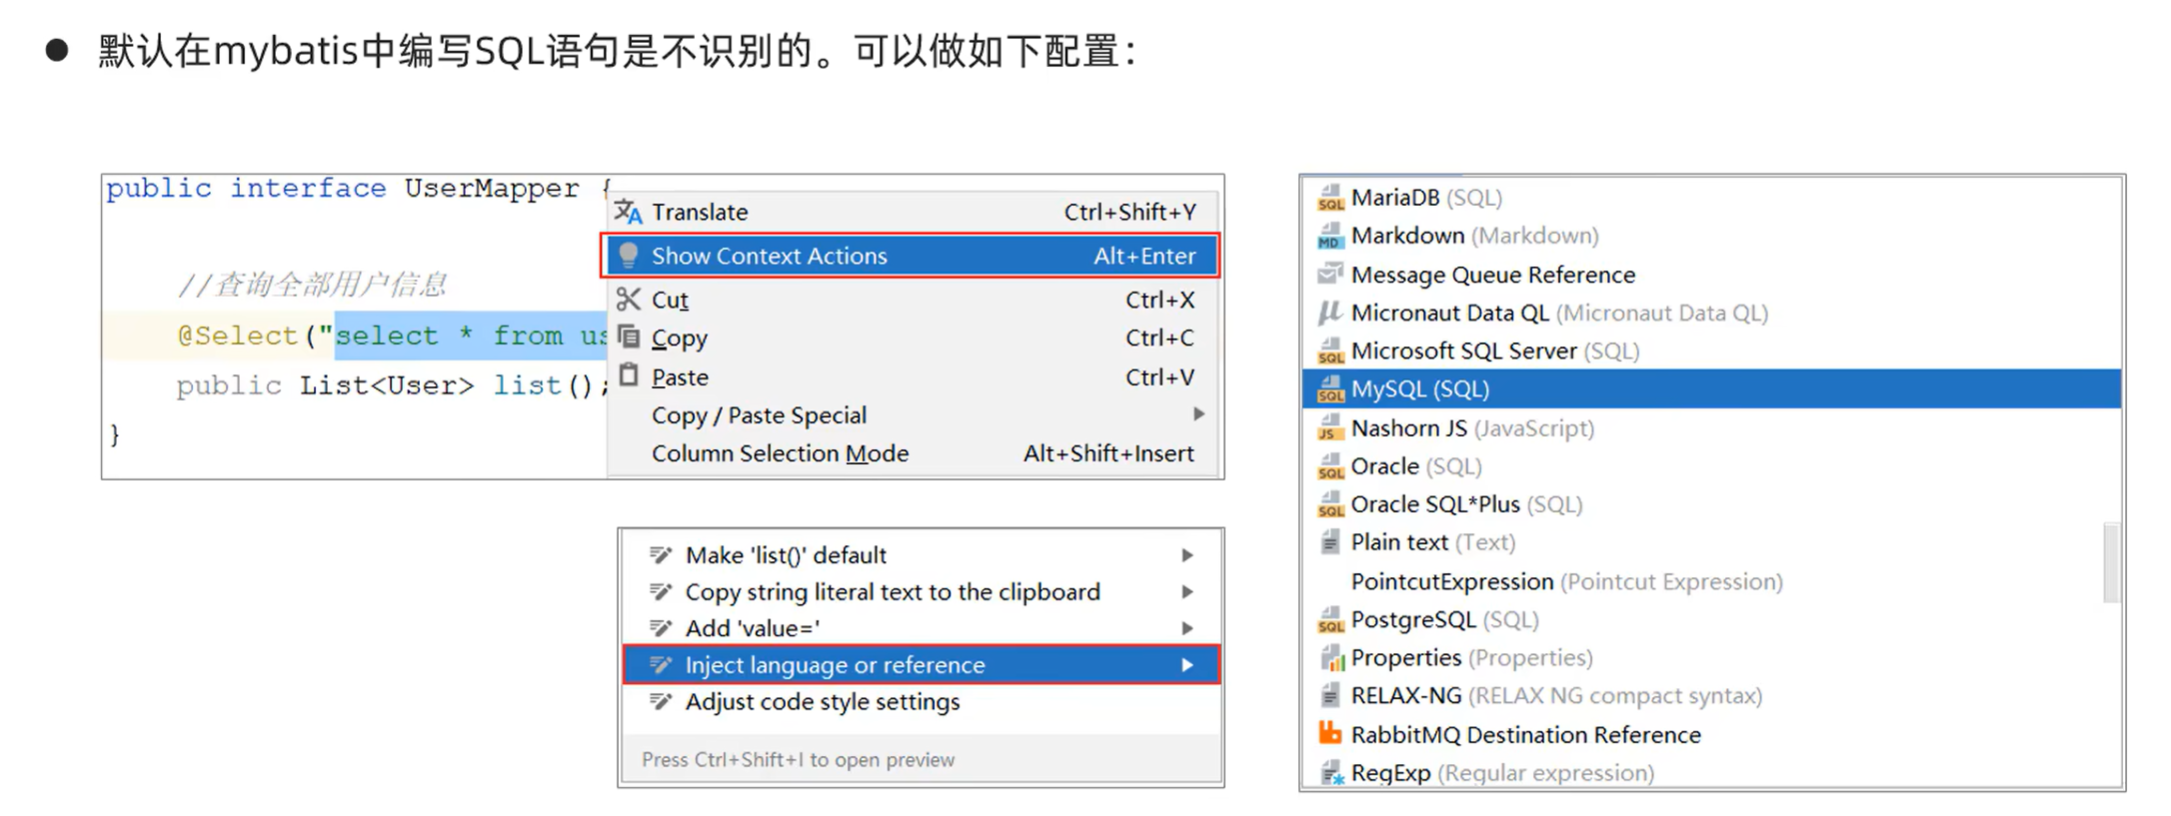 ● 默认在mybatis中编写SQL语句是不识别的。可以做如下配置：
public interface UserMapper {
//查询全部用户信息
@Select("select * from us
public List<User> list();
}
Translate Ctrl+Shift+Y
Show Context Actions Alt+Enter
Cut Ctrl+X
Copy Ctrl+C
Paste Ctrl+V
Copy / Paste Special
Column Selection Mode Alt+Shift+Insert
Make 'list()' default
Copy string literal text to the clipboard
Add 'value='
Inject language or reference
Adjust code style settings
Press Ctrl+Shift+I to open preview
MariaDB (SQL)
Markdown (Markdown)
Message Queue Reference
Micronaut Data QL (Micronaut Data QL)
Microsoft SQL Server (SQL)
MySQL (SQL)
Nashorn JS (JavaScript)
Oracle (SQL)
Oracle SQL*Plus (SQL)
Plain text (Text)
PointcutExpression (Pointcut Expression)
PostgreSQL (SQL)
Properties (Properties)
RELAX-NG (RELAX NG compact syntax)
RabbitMQ Destination Reference
RegExp (Regular expression)